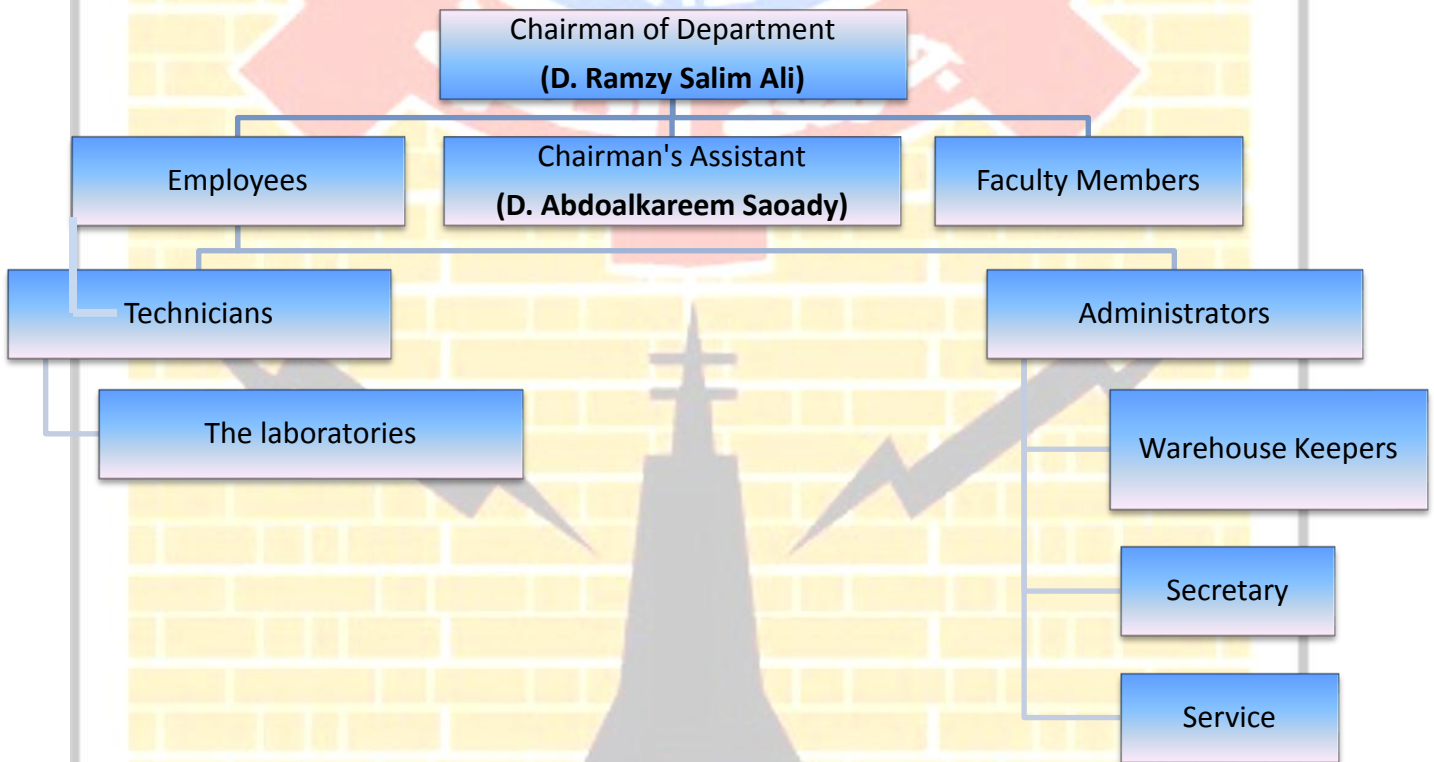 Chairman of Department
(D. Ramzy Salim Ali)
Employees
Chairman's Assistant
(D. Abdoalkareem Saoady)
Faculty Members
Technicians
Administrators
The laboratories
Warehouse Keepers
Secretary
Service